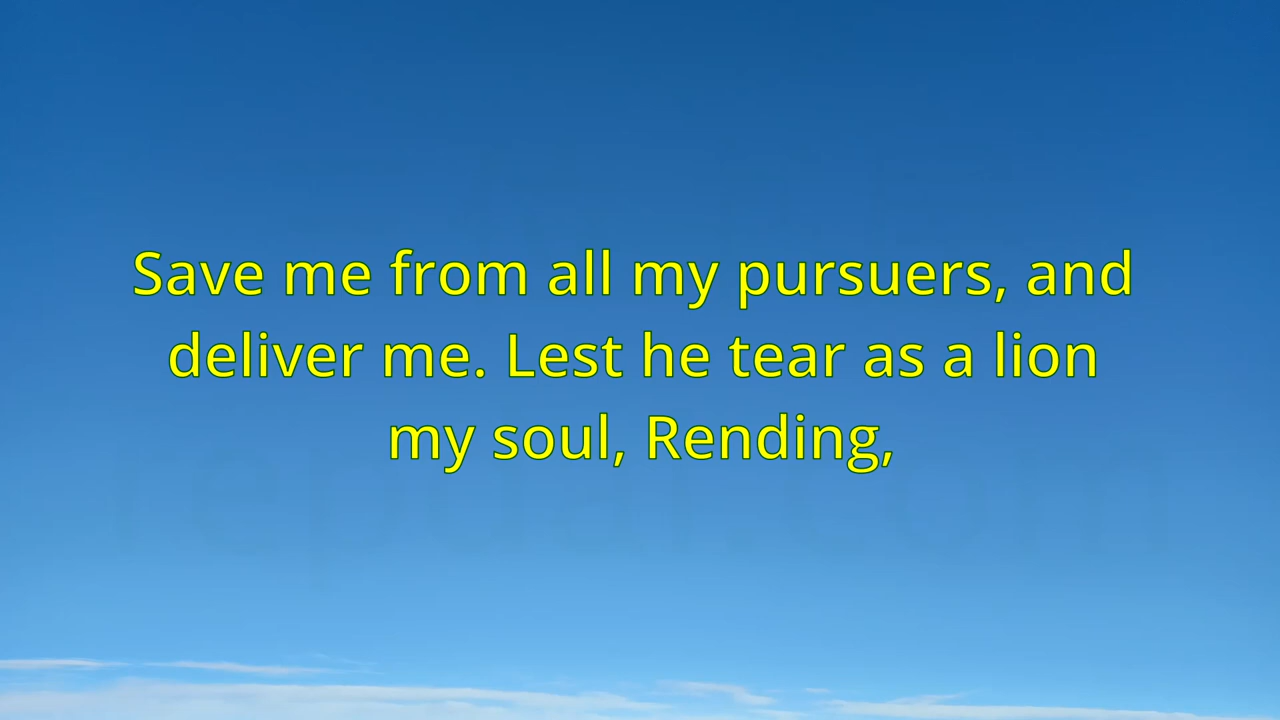 Save me from all my pursuers, and
deliver me. Lest he tear as a lion
my soul, Rending,